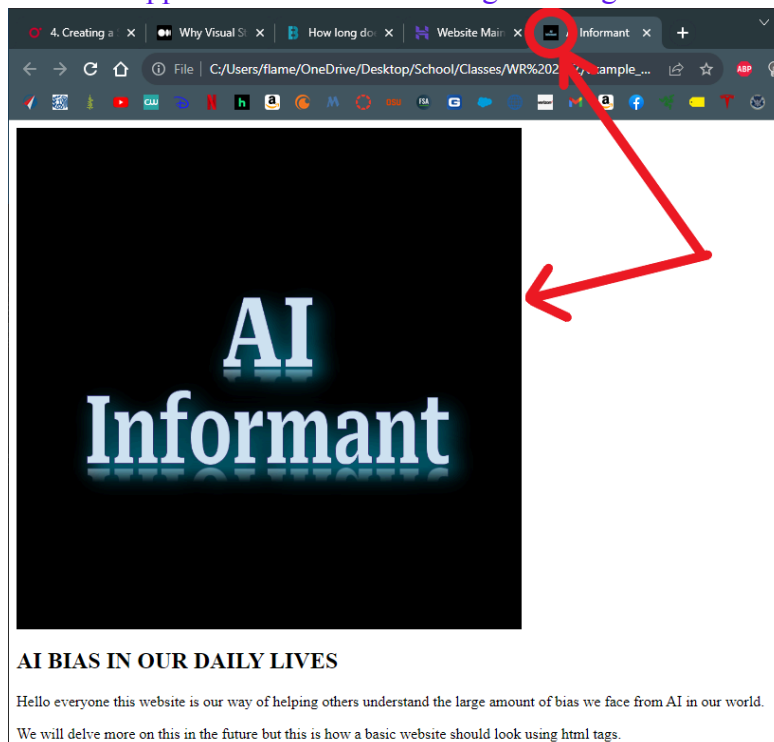 4. Creating a S
Why Visual St
How long do
Website Main
AI Informant
File | C:/Users/flame/OneDrive/Desktop/School/Classes/WR%202
ample_...
ABP
AI
Informant
AI BIAS IN OUR DAILY LIVES
Hello everyone this website is our way of helping others understand the large amount of bias we face from AI in our world.
We will delve more on this in the future but this is how a basic website should look using html tags.